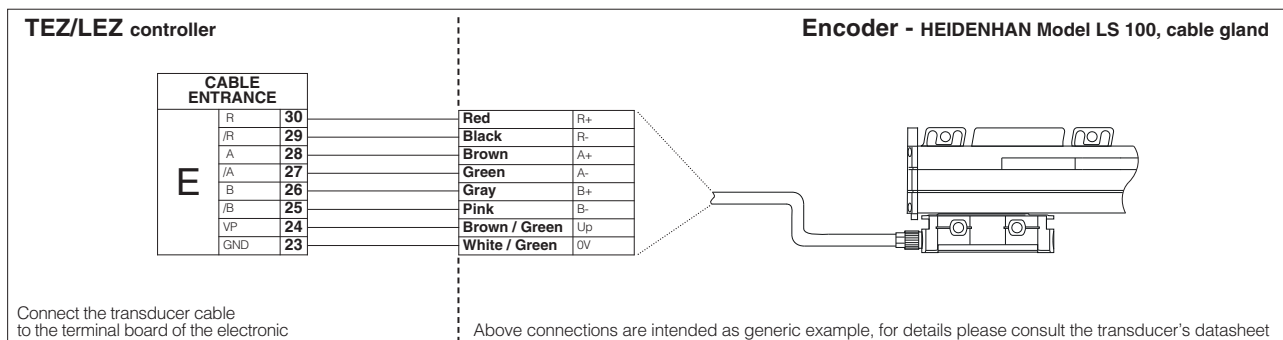 TEZ/LEZ controller
Encoder - HEIDENHAN Model LS 100, cable gland
CABLE
ENTRANCE
E
R 30 Red R+
/R 29 Black R-
A 28 Brown A+
/A 27 Green A-
B 26 Gray B+
/B 25 Pink B-
VP 24 Brown / Green Up
GND 23 White / Green 0V
Connect the transducer cable
to the terminal board of the electronic
Above connections are intended as generic example, for details please consult the transducer's datasheet